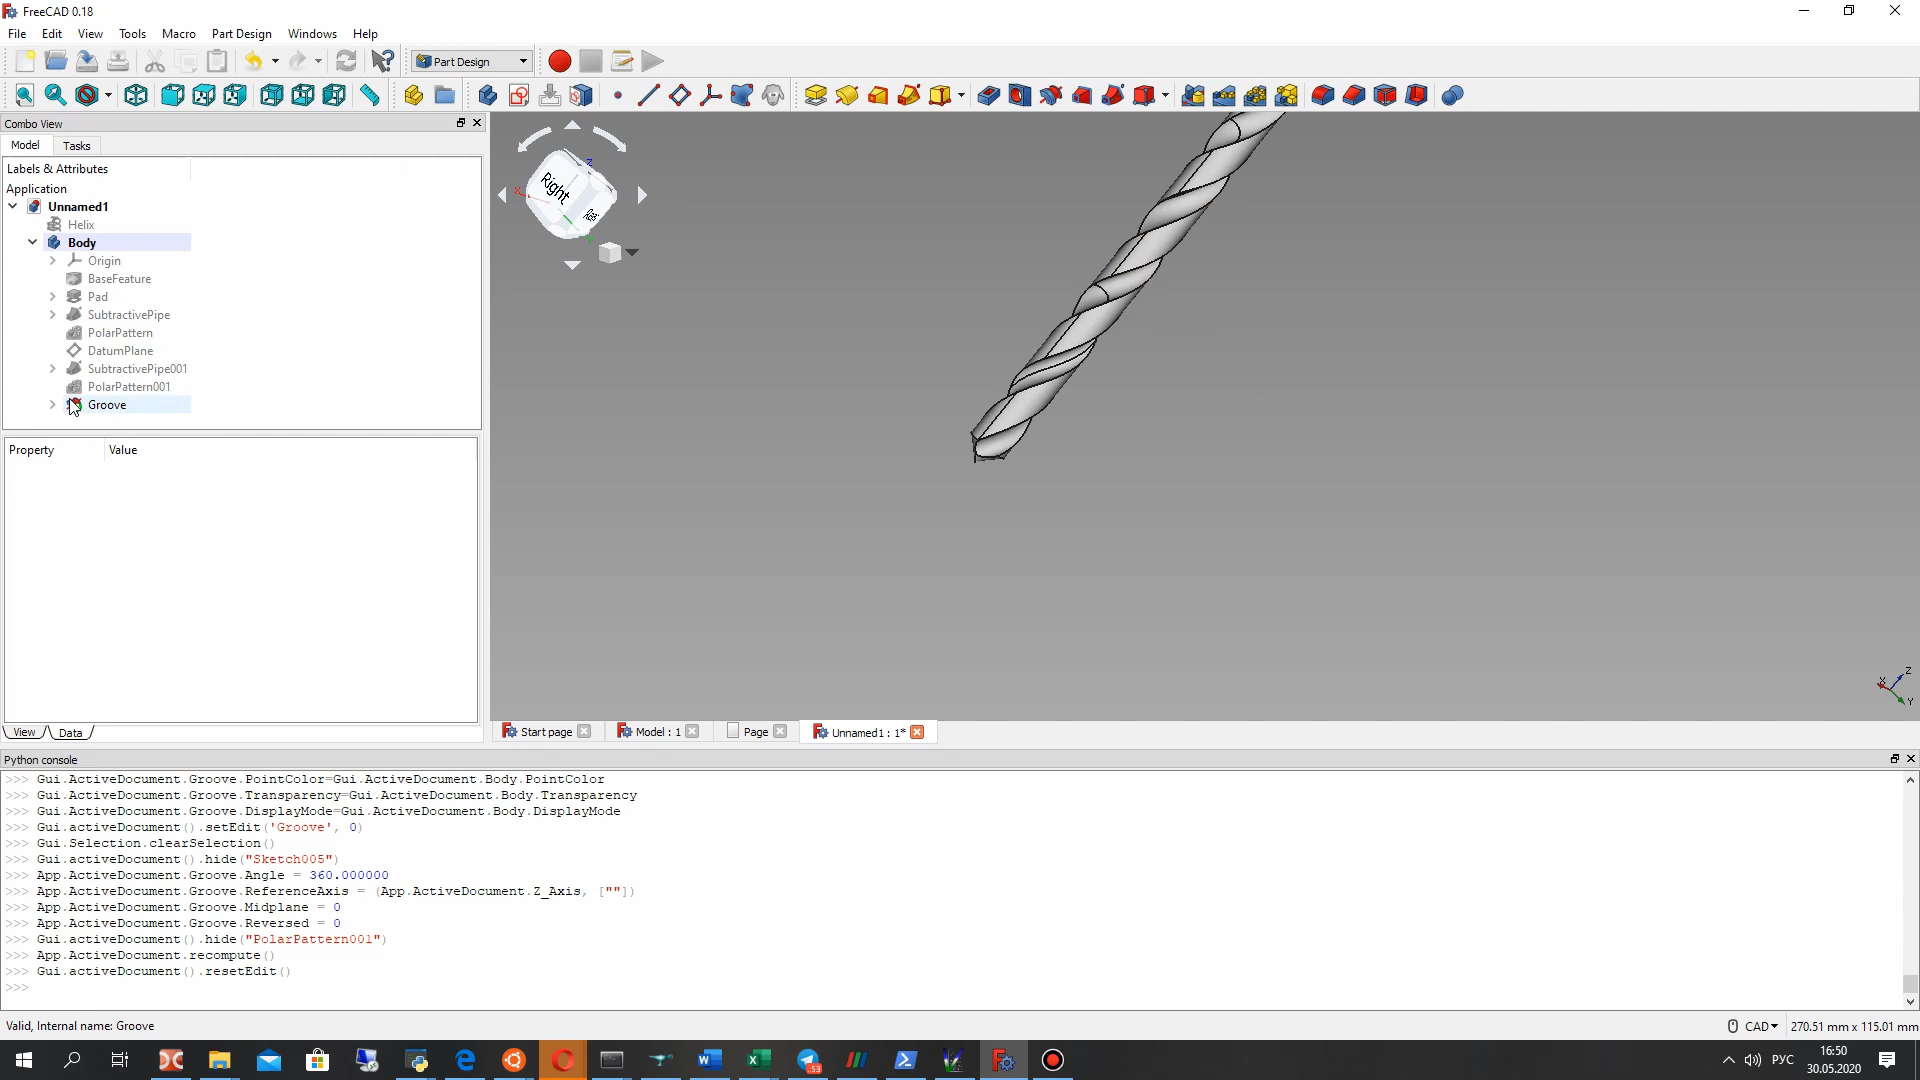 FreeCAD 0.18
File Edit View Tools Macro Part Design Windows Help
Part Design
Combo View
Model Tasks
Labels & Attributes
Application
Unnamed1
Helix
Body
Origin
BaseFeature
Pad
SubtractivePipe
PolarPattern
DatumPlane
SubtractivePipe001
PolarPattern001
Groove
Property Value
Right
Z
X
Z
X
Y
View Data
Start page Model : 1 Page Unnamed1 : 1*
Python console
>>> Gui.ActiveDocument.Groove.PointColor=Gui.ActiveDocument.Body.PointColor
>>> Gui.ActiveDocument.Groove.Transparency=Gui.ActiveDocument.Body.Transparency
>>> Gui.ActiveDocument.Groove.DisplayMode=Gui.ActiveDocument.Body.DisplayMode
>>> Gui.activeDocument().setEdit('Groove', 0)
>>> Gui.Selection.clearSelection()
>>> Gui.activeDocument().hide("Sketch005")
>>> App.ActiveDocument.Groove.Angle = 360.000000
>>> App.ActiveDocument.Groove.ReferenceAxis = (App.ActiveDocument.Z_Axis, [""])
>>> App.ActiveDocument.Groove.Midplane = 0
>>> App.ActiveDocument.Groove.Reversed = 0
>>> Gui.activeDocument().hide("PolarPattern001")
>>> App.ActiveDocument.recompute()
>>> Gui.activeDocument().resetEdit()
>>>
Valid, Internal name: Groove
CAD 270.51 mm x 115.01 mm
53
РУС
16:50
30.05.2020